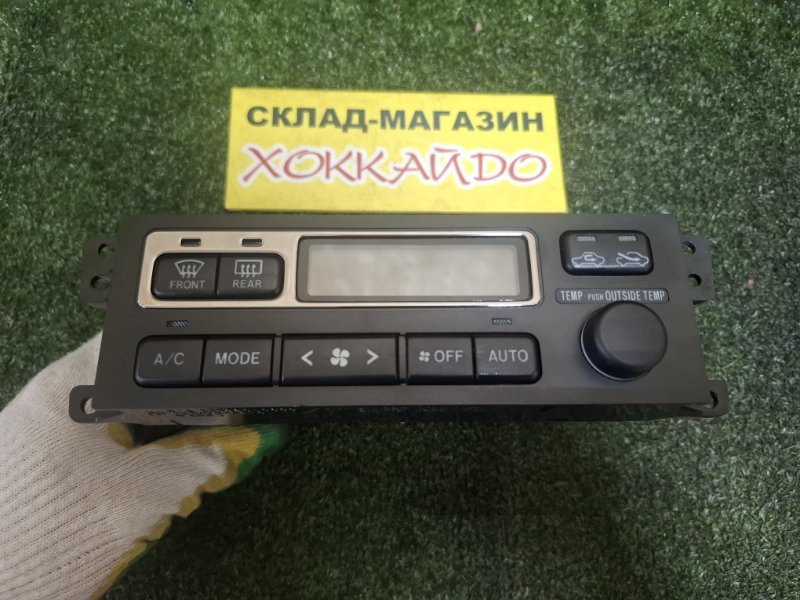 СКЛАД-МАГАЗИН
ХОККАЙДО
FRONT REAR
TEMP PUSH OUTSIDE TEMP
A/C MODE < > OFF AUTO